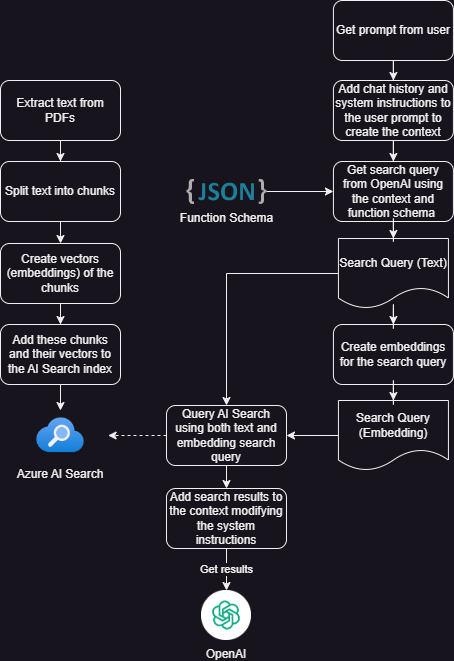 Get prompt from user
Add chat history and
system instructions to
the user prompt to
create the context
Extract text from
PDFs
Split text into chunks
{JSON}
Function Schema
Get search query
from OpenAI using
the context and
function schema
Create vectors
(embeddings) of the
chunks
Search Query (Text)
Add these chunks
and their vectors to
the AI Search index
Create embeddings
for the search query
Azure AI Search
Query AI Search
using both text and
embedding search
query
Search Query
(Embedding)
Add search results to
the context modifying
the system
instructions
Get results
OpenAI